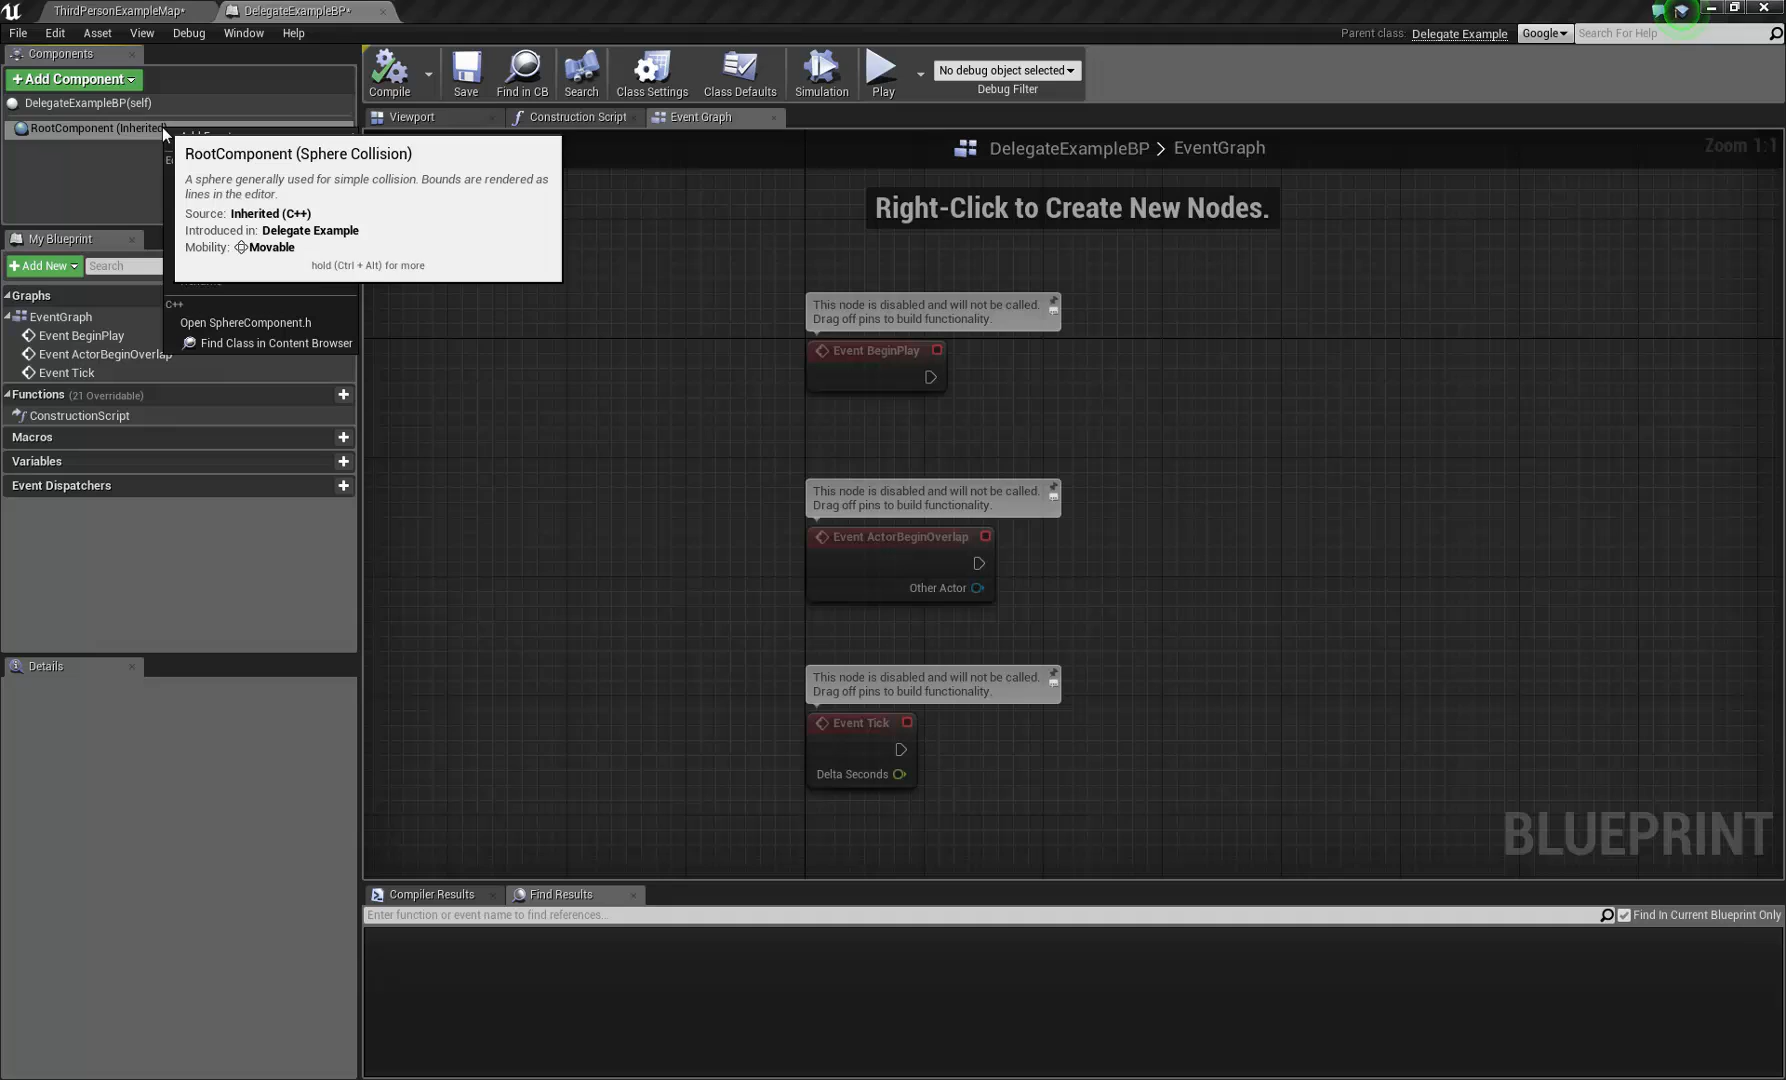 ThirdPersonExampleMap*
DelegateExampleBP*
File Edit Asset View Debug Window Help
Parent class: Delegate Example
Google
Search For Help
Components
+Add Component
DelegateExampleBP(self)
RootComponent (Inherited)
RootComponent (Sphere Collision)
A sphere generally used for simple collision. Bounds are rendered as
lines in the editor.
Source: Inherited (C++)
Introduced in: Delegate Example
Mobility: Movable
hold (Ctrl + Alt) for more
C++
Open SphereComponent.h
Find Class in Content Browser
My Blueprint
+Add New
Search
Graphs
EventGraph
Event BeginPlay
Event ActorBeginOverlap
Event Tick
Functions (21 Overridable)
ConstructionScript
Macros
Variables
Event Dispatchers
Details
Compile
Save
Find in CB
Search
Class Settings
Class Defaults
Simulation
Play
No debug object selected
Debug Filter
Viewport
Construction Script
Event Graph
DelegateExampleBP > EventGraph
Zoom 1:1
Right-Click to Create New Nodes.
This node is disabled and will not be called.
Drag off pins to build functionality.
Event BeginPlay
This node is disabled and will not be called.
Drag off pins to build functionality.
Event ActorBeginOverlap
Other Actor
This node is disabled and will not be called.
Drag off pins to build functionality.
Event Tick
Delta Seconds
BLUEPRINT
Compiler Results
Find Results
Enter function or event name to find references...
Find In Current Blueprint Only